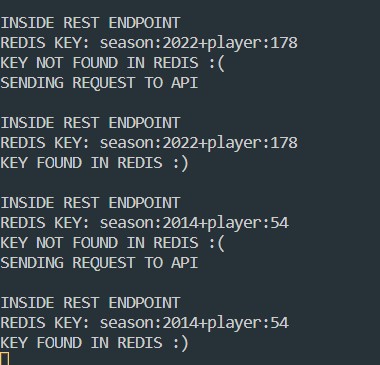 INSIDE REST ENDPOINT
REDIS KEY: season:2022+player:178
KEY NOT FOUND IN REDIS :(
SENDING REQUEST TO API
INSIDE REST ENDPOINT
REDIS KEY: season:2022+player:178
KEY FOUND IN REDIS :)
INSIDE REST ENDPOINT
REDIS KEY: season:2014+player:54
KEY NOT FOUND IN REDIS :(
SENDING REQUEST TO API
INSIDE REST ENDPOINT
REDIS KEY: season:2014+player:54
KEY FOUND IN REDIS :)